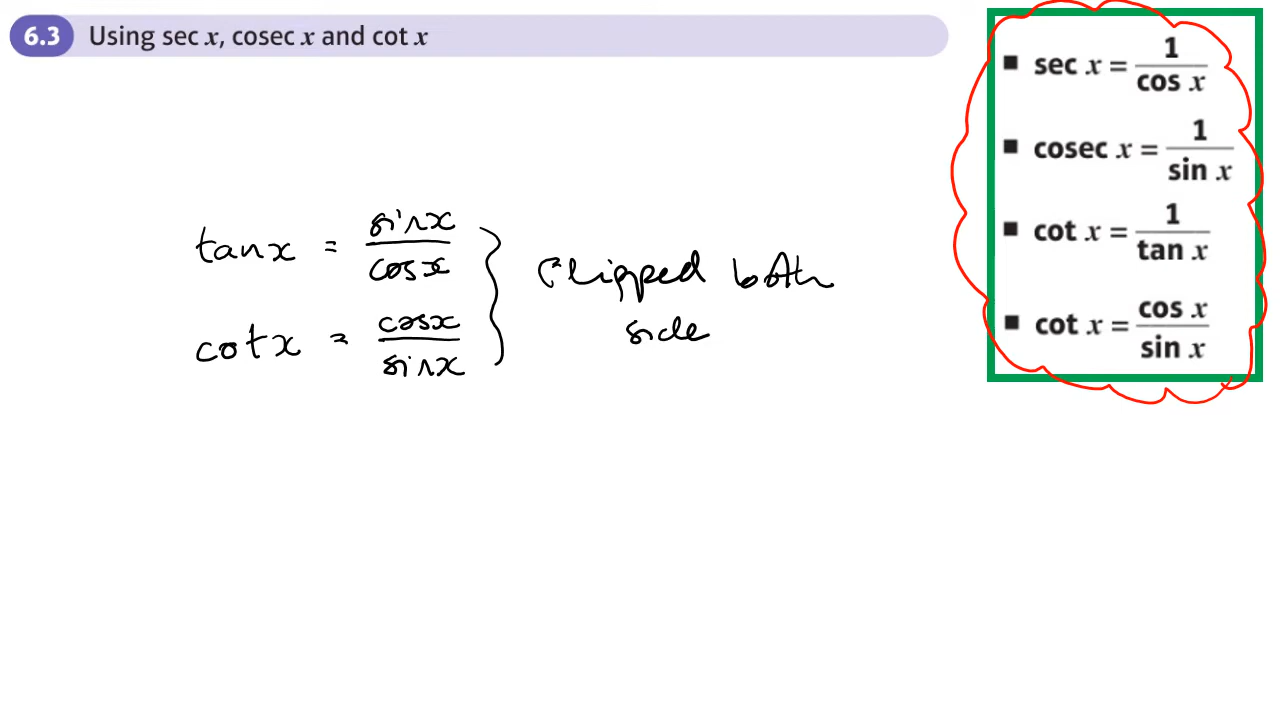 6.3 Using sec x, cosec x and cot x
■ sec x = 1/cos x
■ cosec x = 1/sin x
■ cot x = 1/tan x
■ cot x = cos x/sin x
tan x = sin x/cos x
cot x = cos x/sin x
flipped both
side